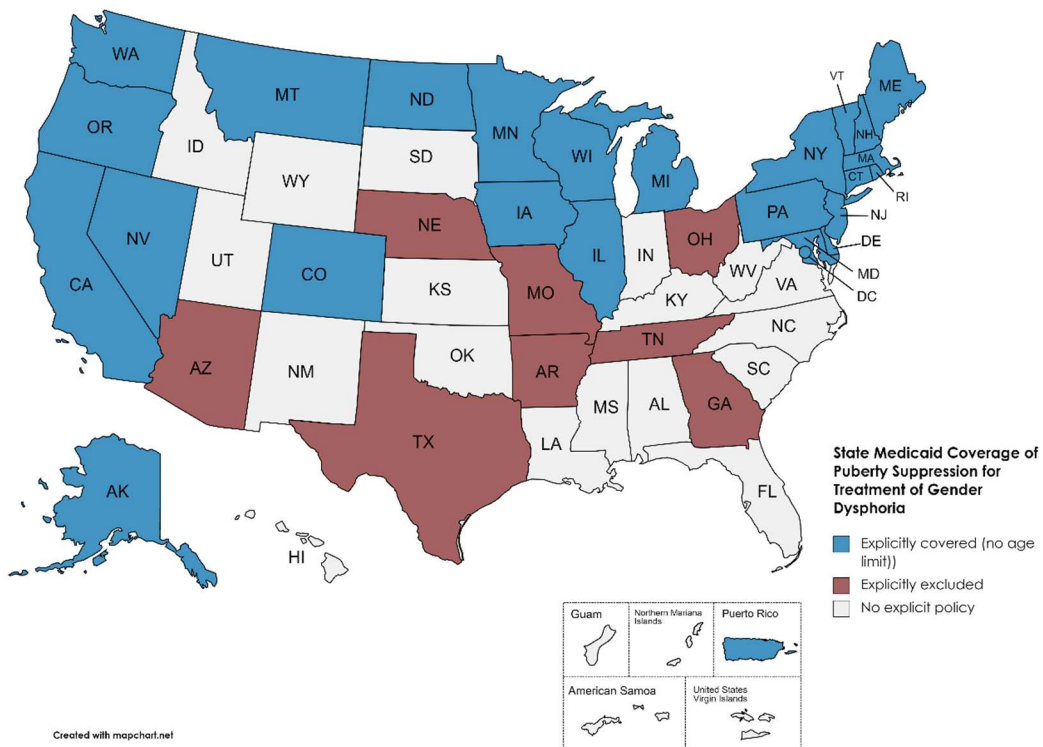 WA
MT
ND
MN
VT
ME
OR
ID
SD
WI
NH
NY
MA
WY
MI
CT
RI
IA
PA
NE
NJ
NV
OH
DE
IL
IN
UT
CO
MD
CA
WV
VA
DC
KS
MO
KY
NC
TN
OK
AZ
NM
AR
SC
MS
AL
GA
TX
LA
FL
AK
HI
State Medicaid Coverage of
Puberty Suppression for
Treatment of Gender
Dysphoria
Explicitly covered (no age
limit))
Explicitly excluded
No explicit policy
Guam
Northern Mariana
Islands
Puerto Rico
American Samoa
United States
Virgin Islands
Created with mapchart.net